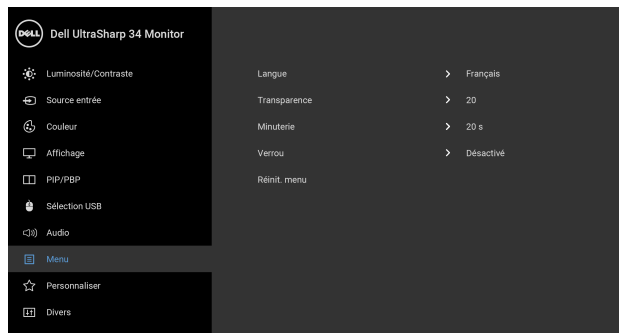 DELL Dell UltraSharp 34 Monitor
Luminosité/Contraste
Source entrée
Couleur
Affichage
PIP/PBP
Sélection USB
Audio
Menu
Personnaliser
Divers
Langue > Français
Transparence > 20
Minuterie > 20 s
Verrou > Désactivé
Réinit. menu